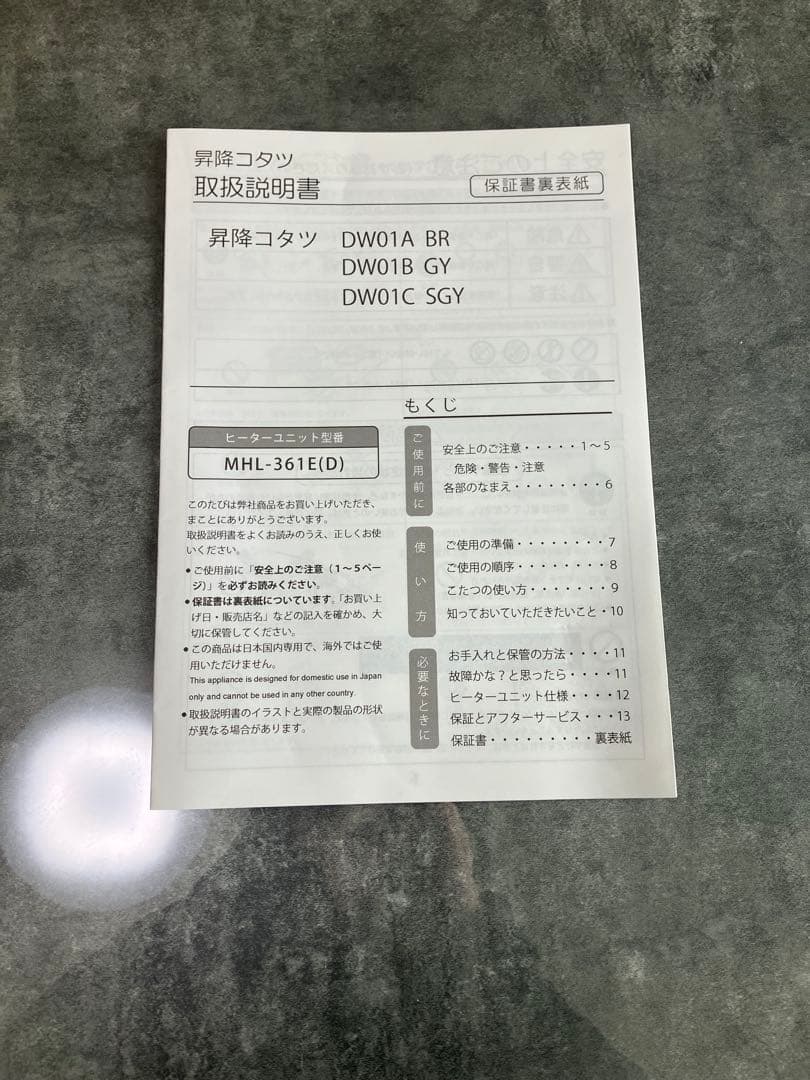 昇降コタツ
取扱説明書
保証書裏表紙
昇降コタツ DW01A BR
DW01B GY
DW01C SGY
ヒーターユニット型番
MHL-361E(D)
このたびは弊社商品をお買い上げいただき、
まことにありがとうございます。
取扱説明書をよくお読みのうえ、正しくお使
いください。
●ご使用前に「安全上のご注意（1～5ペー
ジ）」を必ずお読みください。
●保証書は裏表紙についています。「お買い上
げ日・販売店名」などの記入を確かめ、大
切に保管してください。
●この商品は日本国内専用で、海外ではご使
用いただけません。
This appliance is designed for domestic use in Japan
only and cannot be used in any other country.
●取扱説明書のイラストと実際の製品の形状
が異なる場合があります。
もくじ
ご使用前に
安全上のご注意・・・・・1～5
危険・警告・注意
各部のなまえ・・・・・・・・6
使い方
ご使用の準備・・・・・・・・7
ご使用の順序・・・・・・・・8
こたつの使い方・・・・・・・9
知っておいていただきたいこと・10
必要なときに
お手入れと保管の方法・・・・11
故障かな？と思ったら・・・・11
ヒーターユニット仕様・・・・12
保証とアフターサービス・・・13
保証書・・・・・・・・・裏表紙